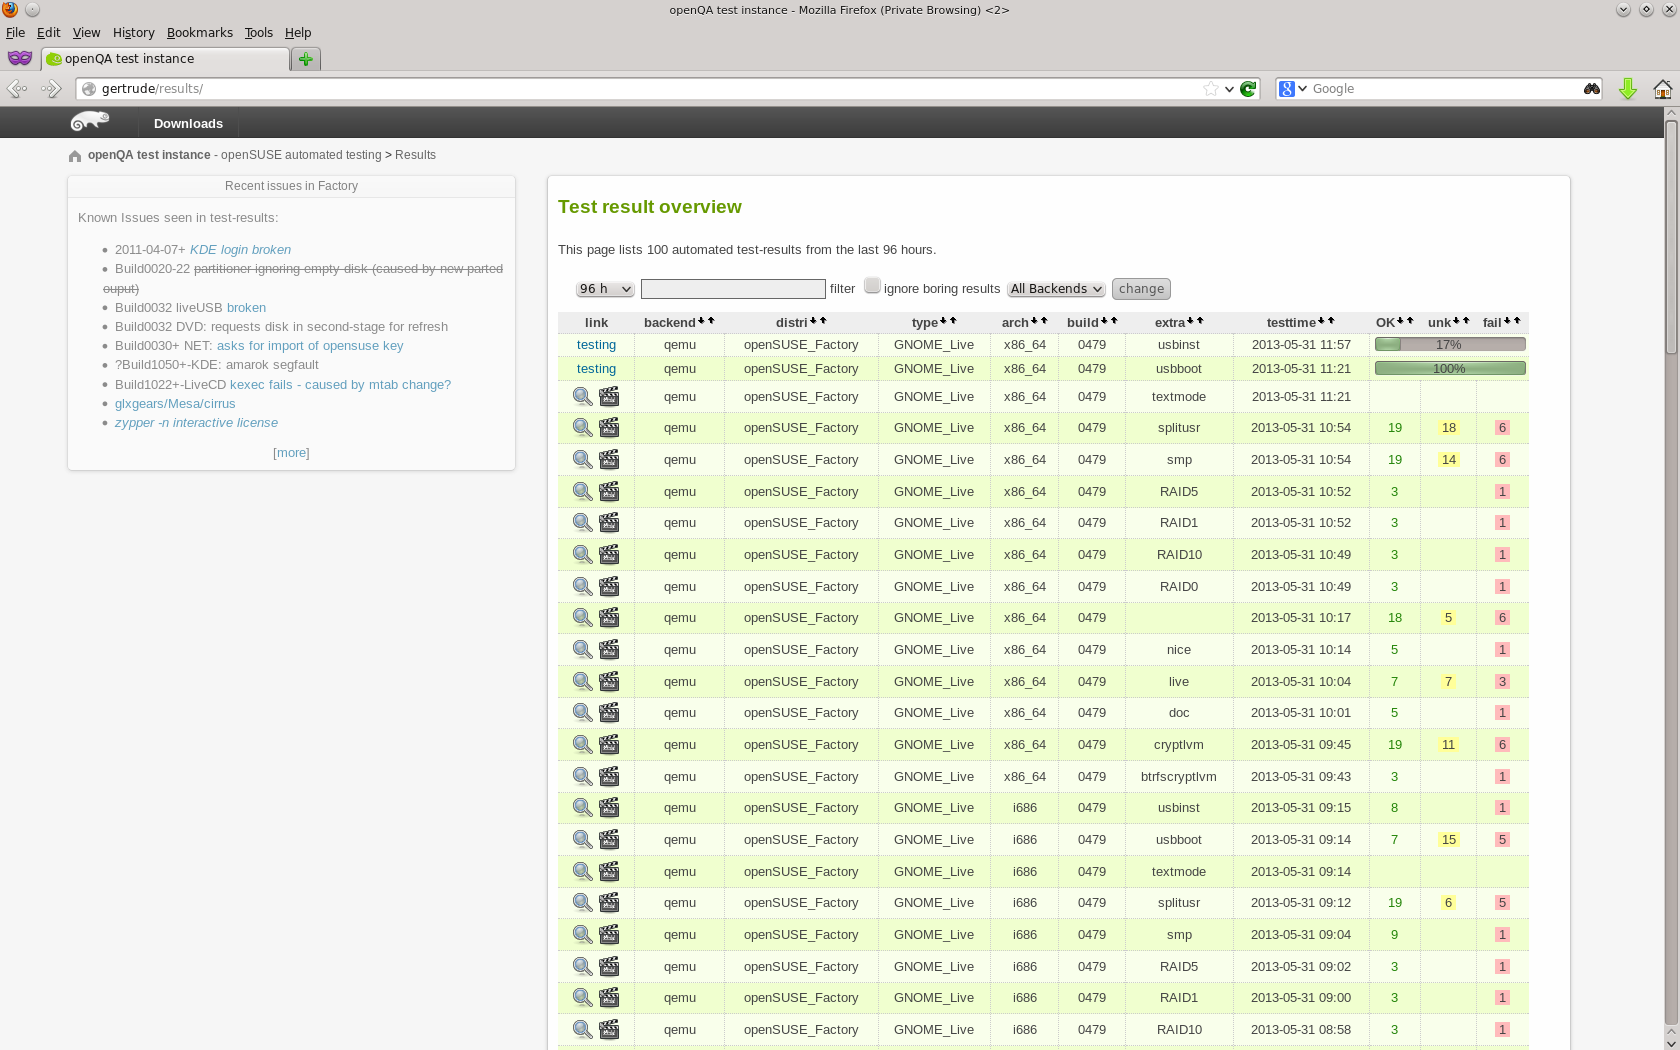 openQA test instance - Mozilla Firefox (Private Browsing) <2>
File Edit View History Bookmarks Tools Help
openQA test instance
gertrude/results/
Google
Downloads
openQA test instance - openSUSE automated testing > Results
Recent issues in Factory
Known Issues seen in test-results:
2011-04-07+ KDE login broken
Build0020-22 partitioner ignoring empty disk (caused by new parted
ouput)
Build0032 liveUSB broken
Build0032 DVD: requests disk in second-stage for refresh
Build0030+ NET: asks for import of opensuse key
?Build1050+-KDE: amarok segfault
Build1022+-LiveCD kexec fails - caused by mtab change?
glxgears/Mesa/cirrus
zypper -n interactive license
[more]
Test result overview
This page lists 100 automated test-results from the last 96 hours.
96 h filter ignore boring results All Backends change
link backend distri type arch build extra testtime OK unk fail
testing qemu openSUSE_Factory GNOME_Live x86_64 0479 usbinst 2013-05-31 11:57 17%
testing qemu openSUSE_Factory GNOME_Live x86_64 0479 usbboot 2013-05-31 11:21 100%
qemu openSUSE_Factory GNOME_Live x86_64 0479 textmode 2013-05-31 11:21
qemu openSUSE_Factory GNOME_Live x86_64 0479 splitusr 2013-05-31 10:54 19 18 6
qemu openSUSE_Factory GNOME_Live x86_64 0479 smp 2013-05-31 10:54 19 14 6
qemu openSUSE_Factory GNOME_Live x86_64 0479 RAID5 2013-05-31 10:52 3 1
qemu openSUSE_Factory GNOME_Live x86_64 0479 RAID1 2013-05-31 10:52 3 1
qemu openSUSE_Factory GNOME_Live x86_64 0479 RAID10 2013-05-31 10:49 3 1
qemu openSUSE_Factory GNOME_Live x86_64 0479 RAID0 2013-05-31 10:49 3 1
qemu openSUSE_Factory GNOME_Live x86_64 0479 2013-05-31 10:17 18 5 6
qemu openSUSE_Factory GNOME_Live x86_64 0479 nice 2013-05-31 10:14 5 1
qemu openSUSE_Factory GNOME_Live x86_64 0479 live 2013-05-31 10:04 7 7 3
qemu openSUSE_Factory GNOME_Live x86_64 0479 doc 2013-05-31 10:01 5 1
qemu openSUSE_Factory GNOME_Live x86_64 0479 cryptlvm 2013-05-31 09:45 19 11 6
qemu openSUSE_Factory GNOME_Live x86_64 0479 btrfscryptlvm 2013-05-31 09:43 3 1
qemu openSUSE_Factory GNOME_Live i686 0479 usbinst 2013-05-31 09:15 8 1
qemu openSUSE_Factory GNOME_Live i686 0479 usbboot 2013-05-31 09:14 7 15 5
qemu openSUSE_Factory GNOME_Live i686 0479 textmode 2013-05-31 09:14
qemu openSUSE_Factory GNOME_Live i686 0479 splitusr 2013-05-31 09:12 19 6 5
qemu openSUSE_Factory GNOME_Live i686 0479 smp 2013-05-31 09:04 9 1
qemu openSUSE_Factory GNOME_Live i686 0479 RAID5 2013-05-31 09:02 3 1
qemu openSUSE_Factory GNOME_Live i686 0479 RAID1 2013-05-31 09:00 3 1
qemu openSUSE_Factory GNOME_Live i686 0479 RAID10 2013-05-31 08:58 3 1